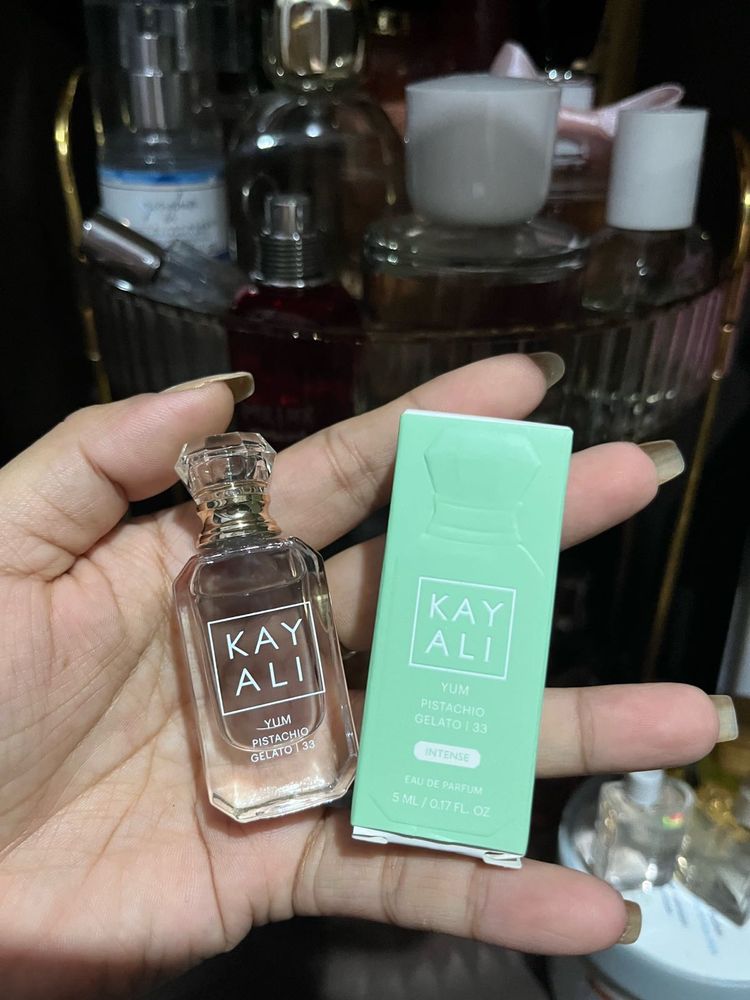 KAY
ALI
YUM
PISTACHIO
GELATO | 33
KAY
ALI
YUM
PISTACHIO
GELATO | 33
INTENSE
EAU DE PARFUM
5 ML / 0.17 FL. OZ